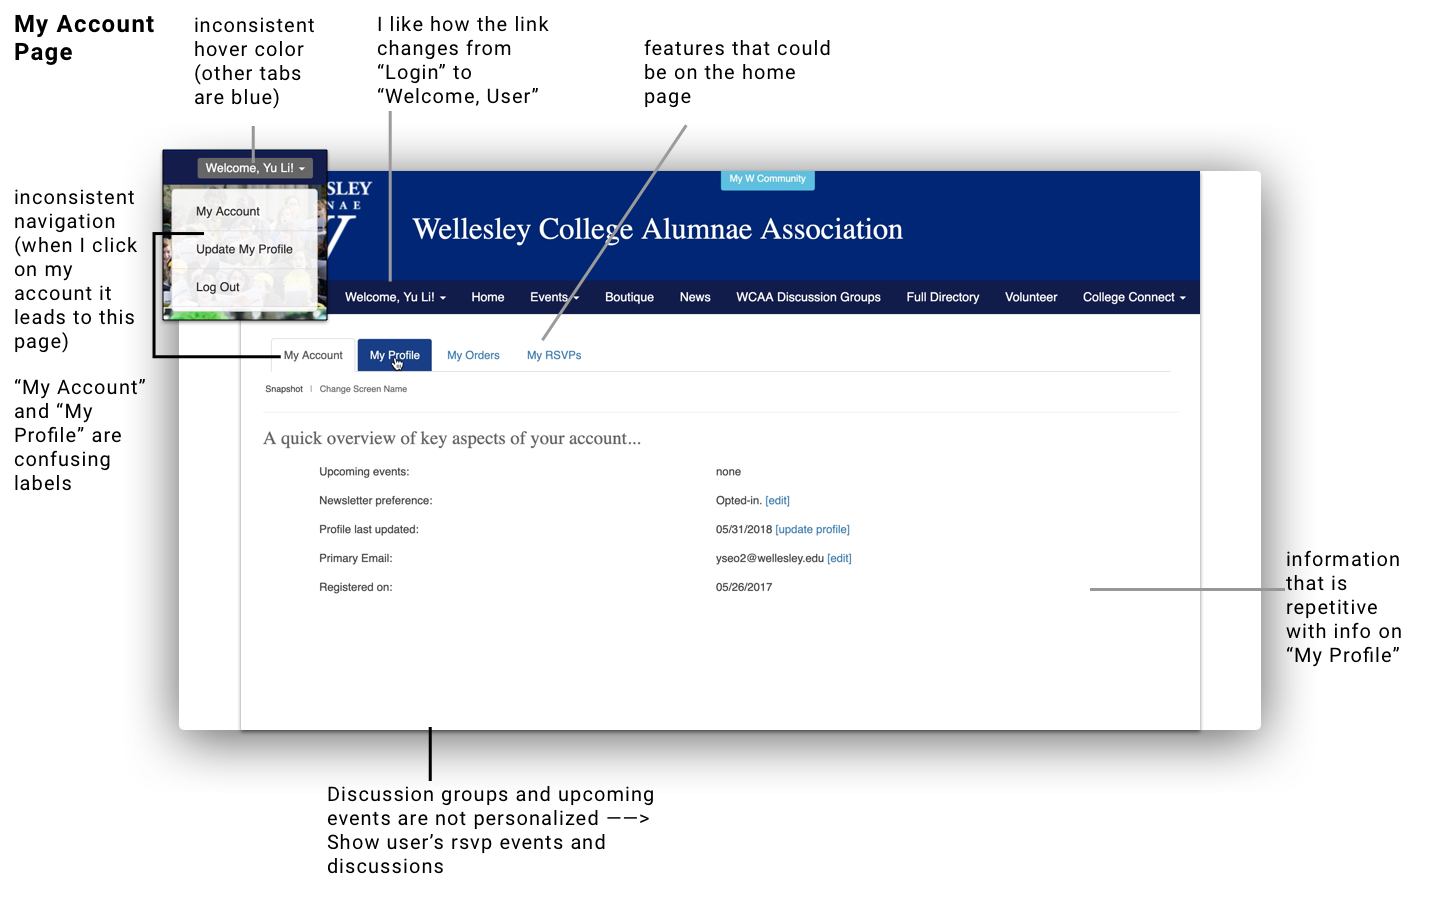 My Account
Page
inconsistent
hover color
(other tabs
are blue)
I like how the link
changes from
“Login” to
“Welcome, User”
features that could
be on the home
page
inconsistent
navigation
(when I click
on my
account it
leads to this
page)
“My Account”
and “My
Profile” are
confusing
labels
Welcome, Yu Li!
My Account
Update My Profile
Log Out
SLEY
NAE
My W Community
Wellesley College Alumnae Association
Welcome, Yu Li! Home Events Boutique News WCAA Discussion Groups Full Directory Volunteer College Connect
My Account My Profile My Orders My RSVPs
Snapshot | Change Screen Name
A quick overview of key aspects of your account...
Upcoming events: none
Newsletter preference: Opted-in. [edit]
Profile last updated: 05/31/2018 [update profile]
Primary Email: yseo2@wellesley.edu [edit]
Registered on: 05/26/2017
information
that is
repetitive
with info on
“My Profile”
Discussion groups and upcoming
events are not personalized ——>
Show user’s rsvp events and
discussions